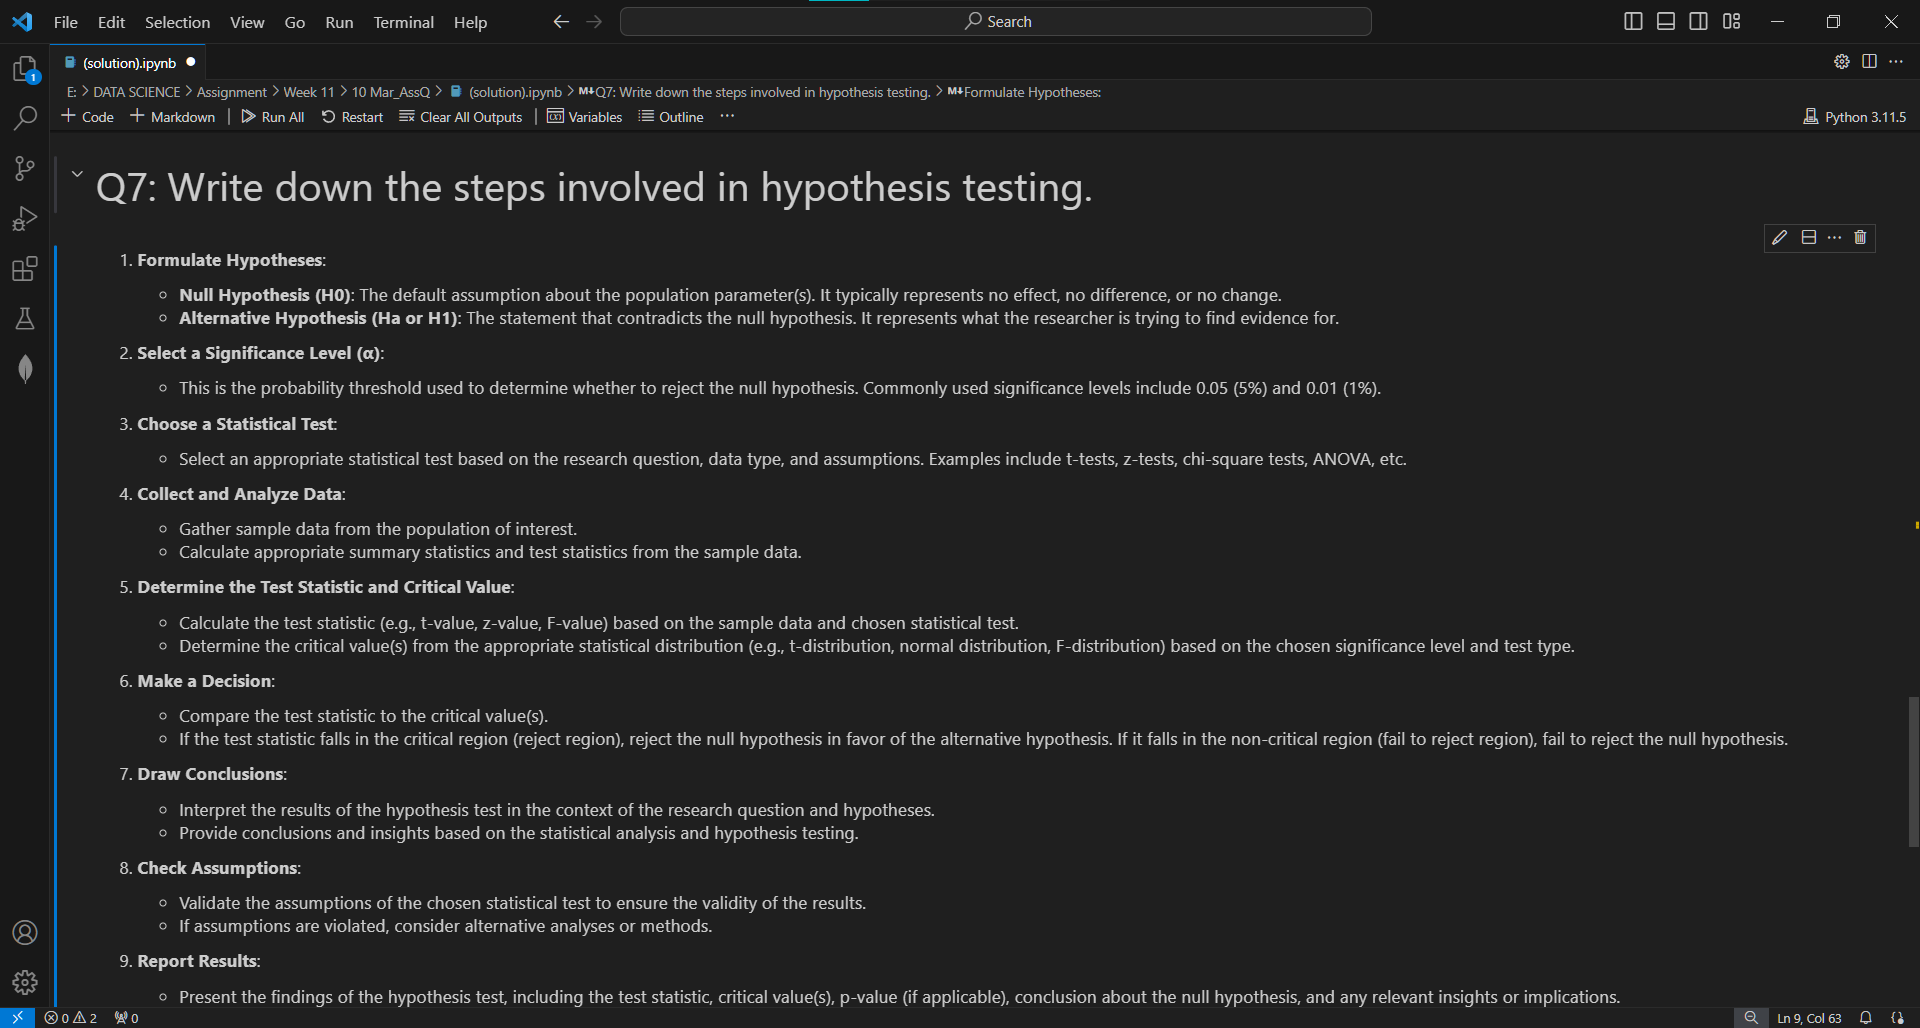 File Edit Selection View Go Run Terminal Help Search
(solution).ipynb
1
E: > DATA SCIENCE > Assignment > Week 11 > 10 Mar_AssQ > (solution).ipynb > M↓Q7: Write down the steps involved in hypothesis testing. > M↓Formulate Hypotheses:
+ Code + Markdown | Run All Restart Clear All Outputs | Variables Outline ··· Python 3.11.5
Q7: Write down the steps involved in hypothesis testing.
1. Formulate Hypotheses:
Null Hypothesis (H0): The default assumption about the population parameter(s). It typically represents no effect, no difference, or no change.
Alternative Hypothesis (Ha or H1): The statement that contradicts the null hypothesis. It represents what the researcher is trying to find evidence for.
2. Select a Significance Level (α):
This is the probability threshold used to determine whether to reject the null hypothesis. Commonly used significance levels include 0.05 (5%) and 0.01 (1%).
3. Choose a Statistical Test:
Select an appropriate statistical test based on the research question, data type, and assumptions. Examples include t-tests, z-tests, chi-square tests, ANOVA, etc.
4. Collect and Analyze Data:
Gather sample data from the population of interest.
Calculate appropriate summary statistics and test statistics from the sample data.
5. Determine the Test Statistic and Critical Value:
Calculate the test statistic (e.g., t-value, z-value, F-value) based on the sample data and chosen statistical test.
Determine the critical value(s) from the appropriate statistical distribution (e.g., t-distribution, normal distribution, F-distribution) based on the chosen significance level and test type.
6. Make a Decision:
Compare the test statistic to the critical value(s).
If the test statistic falls in the critical region (reject region), reject the null hypothesis in favor of the alternative hypothesis. If it falls in the non-critical region (fail to reject region), fail to reject the null hypothesis.
7. Draw Conclusions:
Interpret the results of the hypothesis test in the context of the research question and hypotheses.
Provide conclusions and insights based on the statistical analysis and hypothesis testing.
8. Check Assumptions:
Validate the assumptions of the chosen statistical test to ensure the validity of the results.
If assumptions are violated, consider alternative analyses or methods.
9. Report Results:
Present the findings of the hypothesis test, including the test statistic, critical value(s), p-value (if applicable), conclusion about the null hypothesis, and any relevant insights or implications.
0 2 0 Ln 9, Col 63